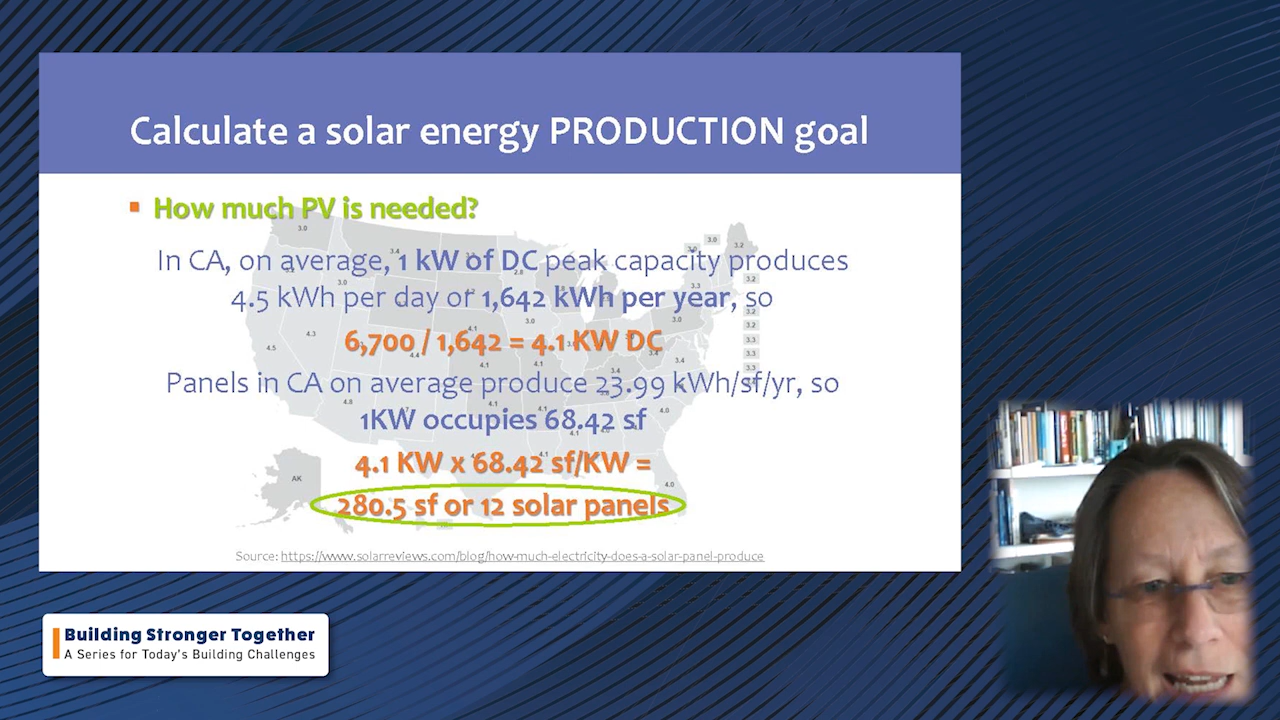 Calculate a solar energy PRODUCTION goal
▪ How much PV is needed?
In CA, on average, 1 kW of DC peak capacity produces
4.5 kWh per day or 1,642 kWh per year, so
6,700 / 1,642 = 4.1 KW DC
Panels in CA on average produce 23.99 kWh/sf/yr, so
1KW occupies 68.42 sf
4.1 KW x 68.42 sf/KW =
280.5 sf or 12 solar panels
AK
Source: https://www.solarreviews.com/blog/how-much-electricity-does-a-solar-panel-produce
Building Stronger Together
A Series for Today's Building Challenges